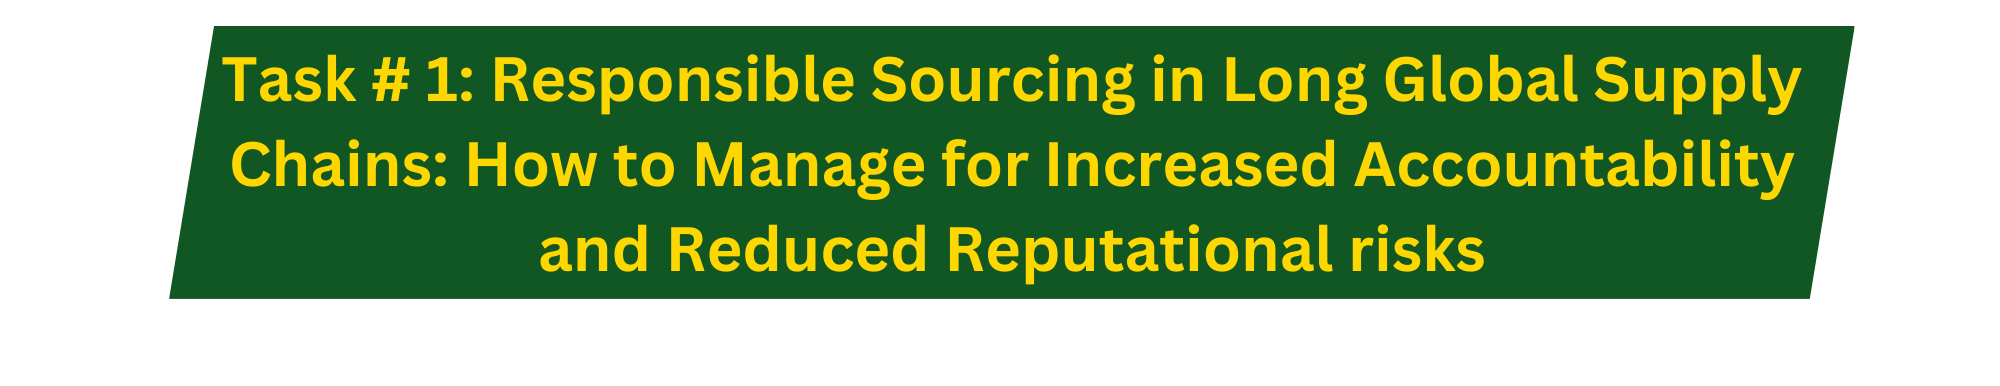 Task # 1: Responsible Sourcing in Long Global Supply
Chains: How to Manage for Increased Accountability
and Reduced Reputational risks